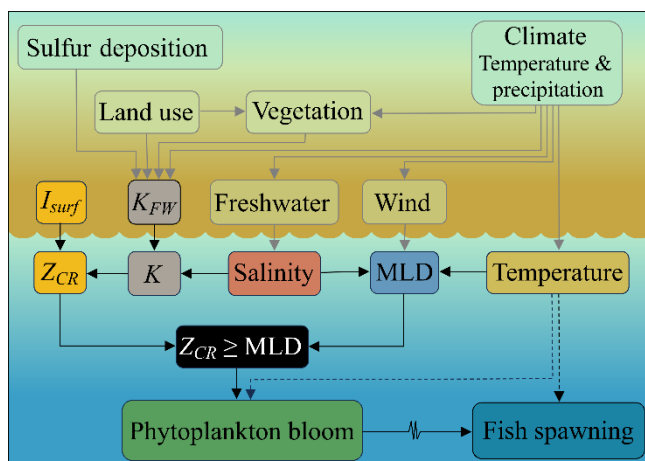 Sulfur deposition
Climate
Temperature &
precipitation
Land use
Vegetation
I_surf
K_FW
Freshwater
Wind
Z_CR
K
Salinity
MLD
Temperature
Z_CR ≥ MLD
Phytoplankton bloom
Fish spawning